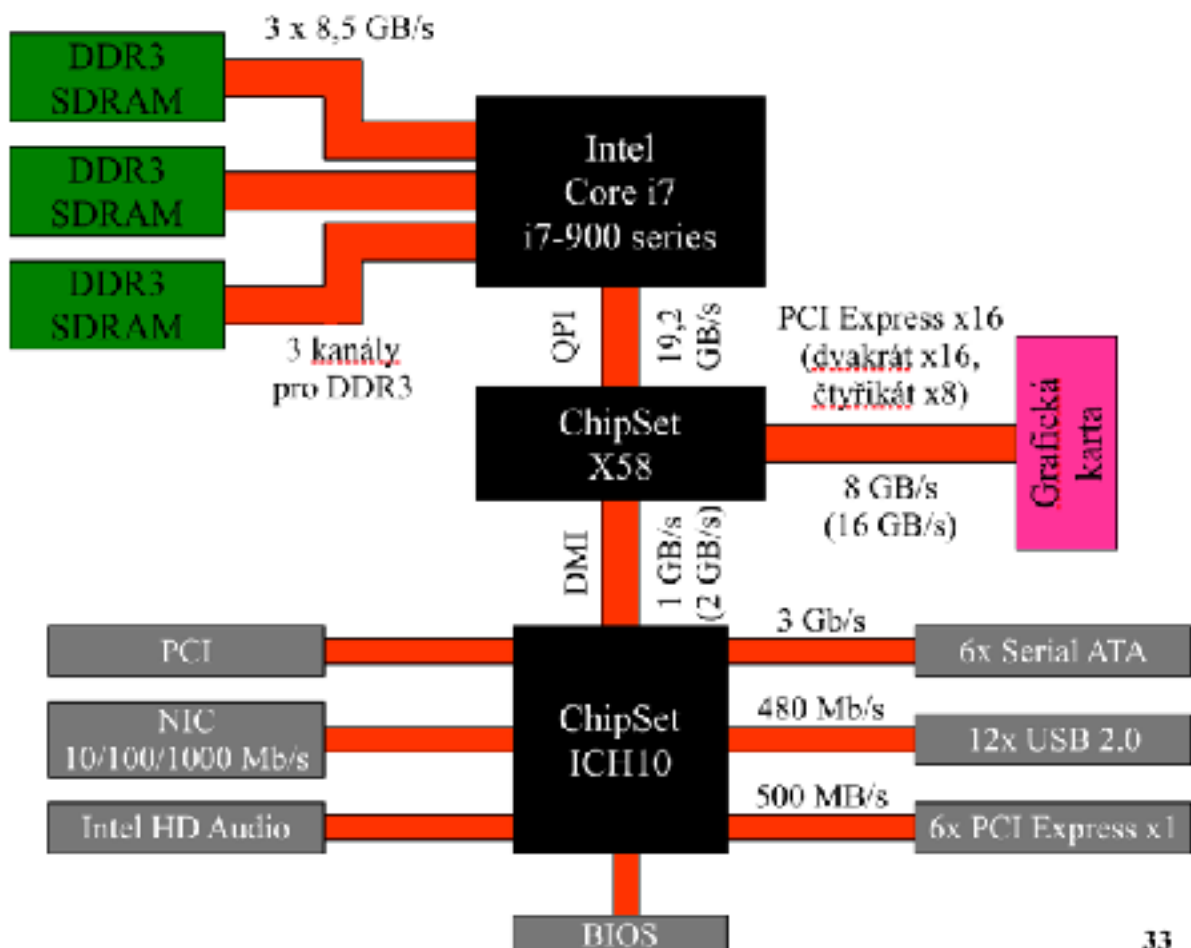 3 x 8,5 GB/s
DDR3
SDRAM
DDR3
SDRAM
DDR3
SDRAM
3 kanály
pro DDR3
Intel
Core i7
i7-900 series
QPI
19,2
GB/s
PCI Express x16
(dvakrát x16,
čtyřikát x8)
ChipSet
X58
8 GB/s
(16 GB/s)
Grafická
karta
DMI
1 GB/s
(2 GB/s)
PCI
NIC
10/100/1000 Mb/s
Intel HD Audio
ChipSet
ICH10
3 Gb/s
6x Serial ATA
480 Mb/s
12x USB 2.0
500 MB/s
6x PCI Express x1
BIOS
33